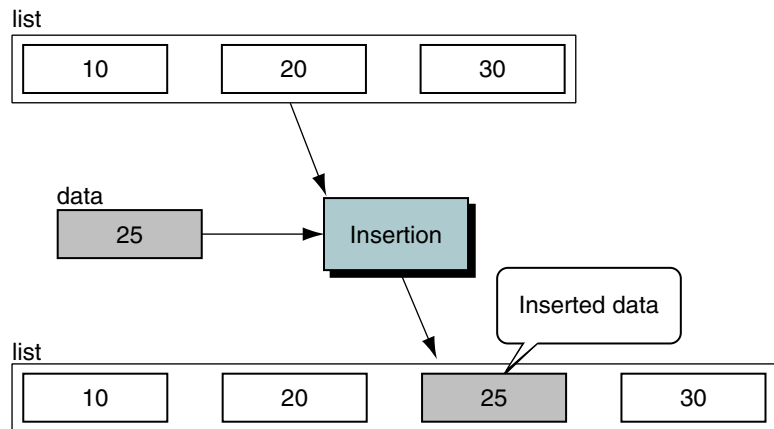 list
10 20 30
data
25
Insertion
Inserted data
list
10 20 25 30